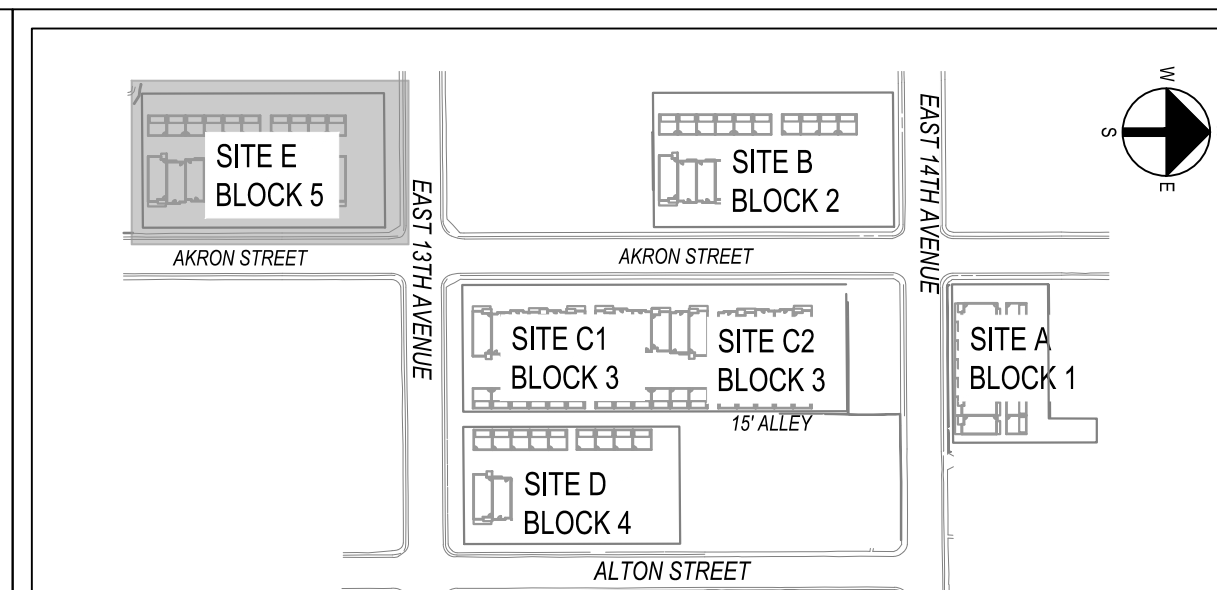 W
S
E
SITE E
BLOCK 5
SITE B
BLOCK 2
EAST 14TH AVENUE
EAST 13TH AVENUE
AKRON STREET
AKRON STREET
SITE C1
BLOCK 3
SITE C2
BLOCK 3
SITE A
BLOCK 1
15' ALLEY
SITE D
BLOCK 4
ALTON STREET